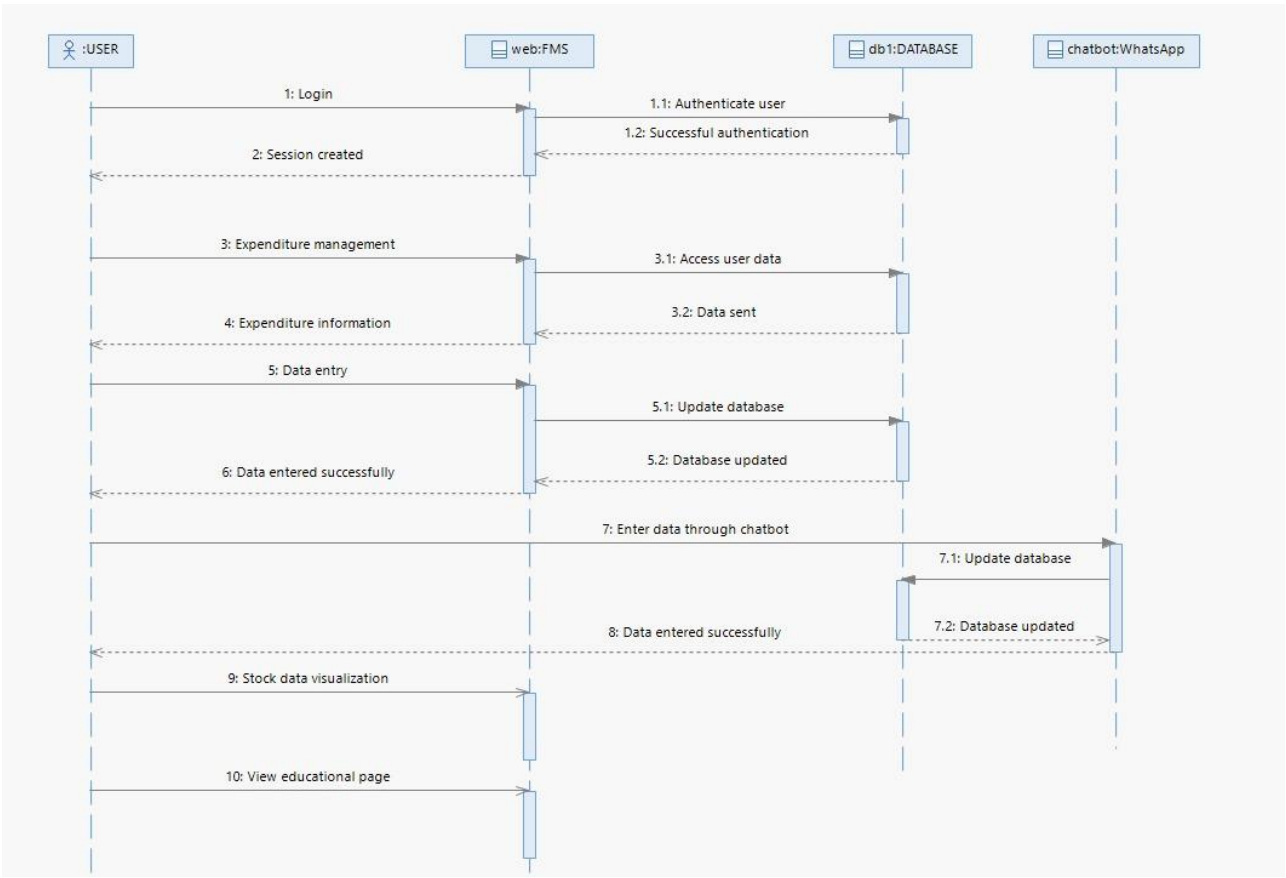 :USER
web:FMS
db1:DATABASE
chatbot:WhatsApp
1: Login
1.1: Authenticate user
1.2: Successful authentication
2: Session created
3: Expenditure management
3.1: Access user data
3.2: Data sent
4: Expenditure information
5: Data entry
5.1: Update database
5.2: Database updated
6: Data entered successfully
7: Enter data through chatbot
7.1: Update database
7.2: Database updated
8: Data entered successfully
9: Stock data visualization
10: View educational page